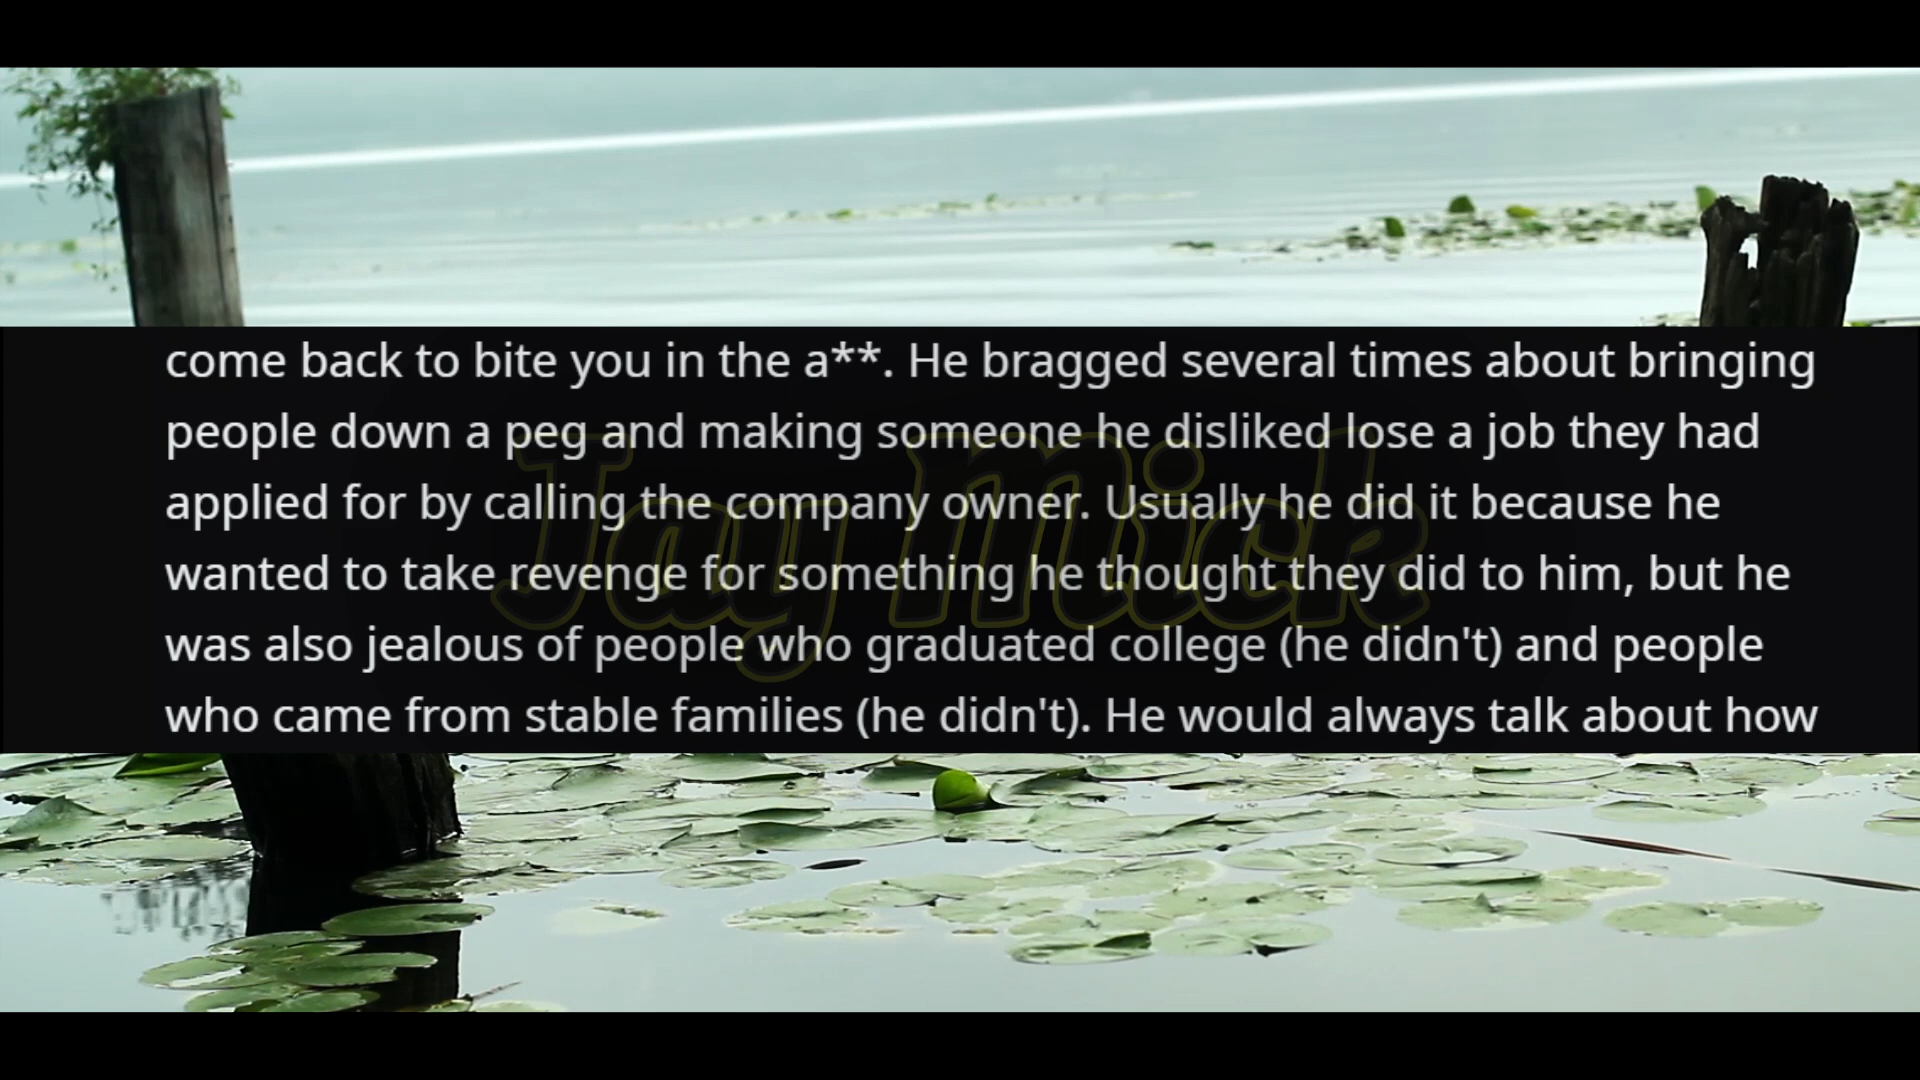 come back to bite you in the a**. He bragged several times about bringing
people down a peg and making someone he disliked lose a job they had
applied for by calling the company owner. Usually he did it because he
wanted to take revenge for something he thought they did to him, but he
was also jealous of people who graduated college (he didn't) and people
who came from stable families (he didn't). He would always talk about how
Jay Mick